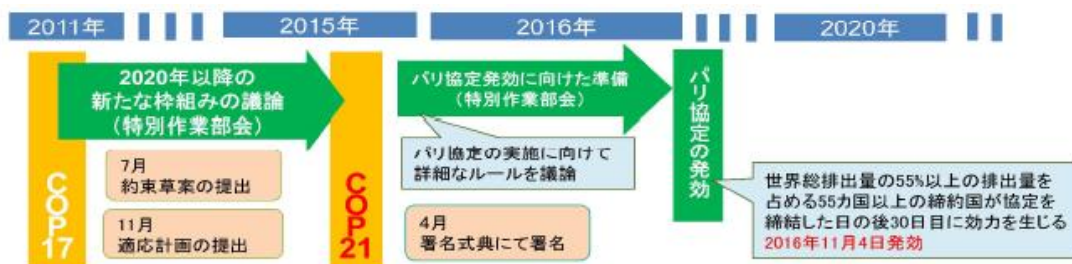 2011年
2015年
2016年
2020年
COP17
2020年以降の
新たな枠組みの議論
(特別作業部会)
7月
約束草案の提出
11月
適応計画の提出
COP21
パリ協定発効に向けた準備
(特別作業部会)
パリ協定の実施に向けて
詳細なルールを議論
4月
署名式典にて署名
パリ協定の発効
世界総排出量の55%以上の排出量を
占める55カ国以上の締約国が協定を
締結した日の後30日目に効力を生じる
2016年11月4日発効